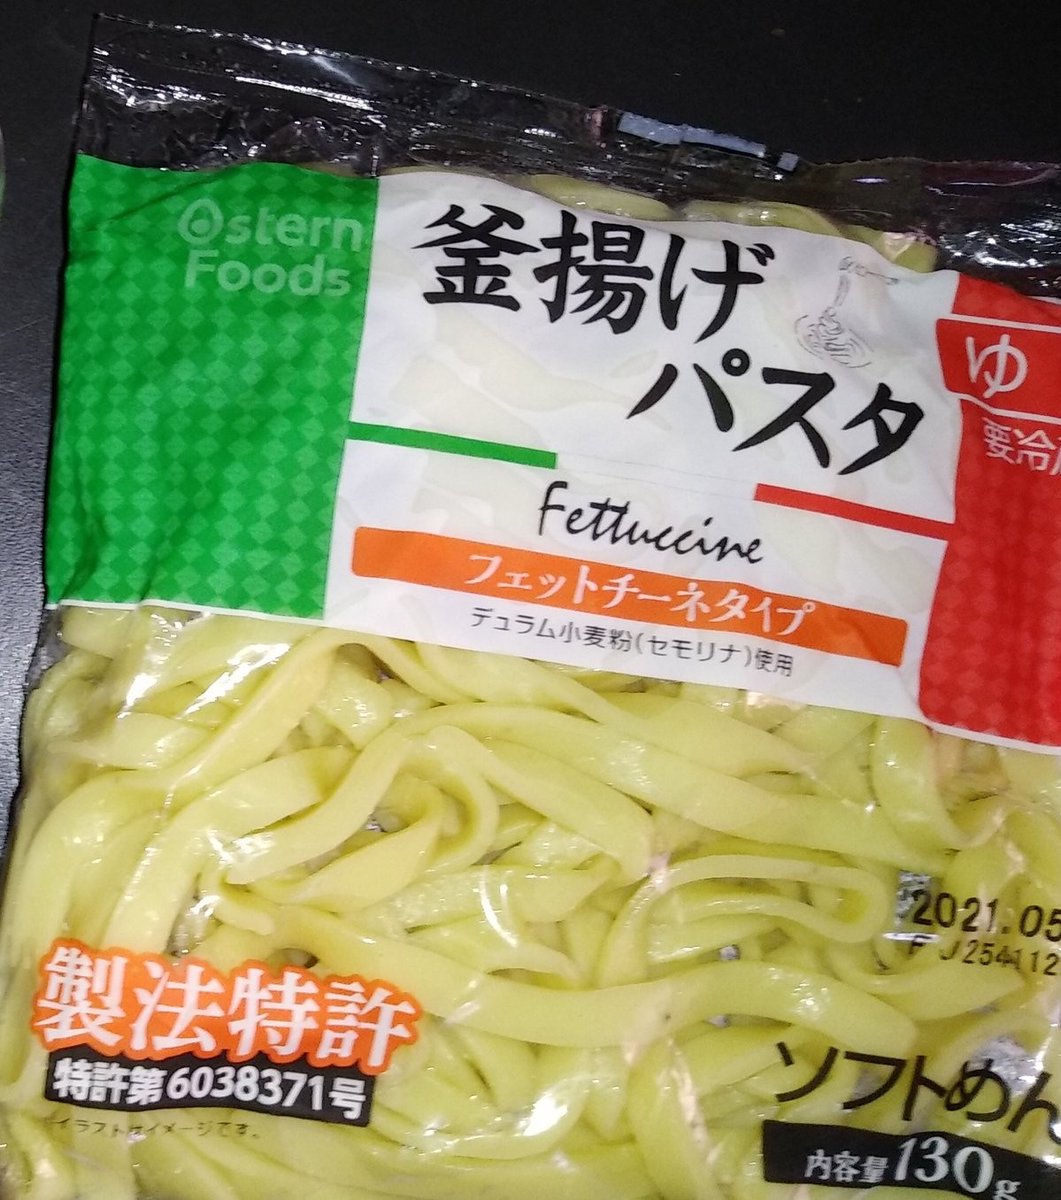 Ostern
Foods
釜揚げ
パスタ
ゆ
要冷
Fettuccine
フェットチーネタイプ
デュラム小麦粉(セモリナ)使用
2021.05
製法特許
特許第6038371号
イラストはイメージです。
ソフトめん
内容量130g